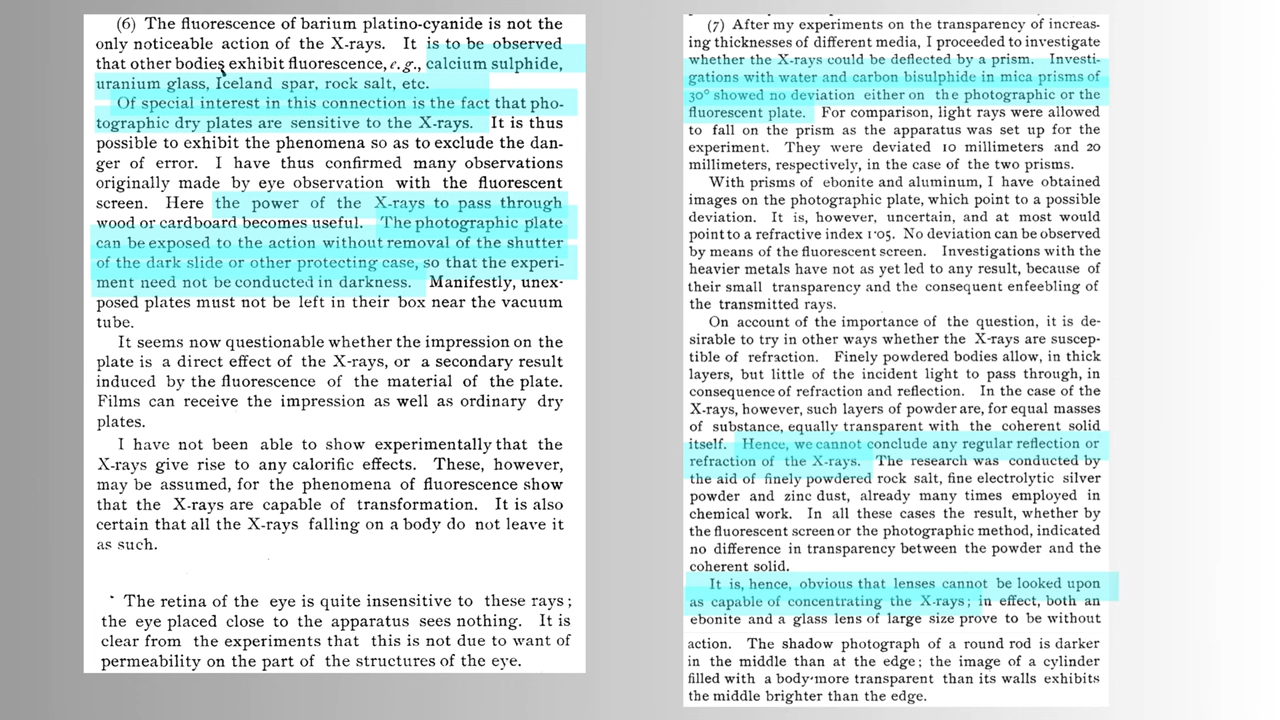 (6) The fluorescence of barium platino-cyanide is not the
only noticeable action of the X-rays. It is to be observed
that other bodies exhibit fluorescence, e. g., calcium sulphide,
uranium glass, Iceland spar, rock salt, etc.
Of special interest in this connection is the fact that pho-
tographic dry plates are sensitive to the X-rays. It is thus
possible to exhibit the phenomena so as to exclude the dan-
ger of error. I have thus confirmed many observations
originally made by eye observation with the fluorescent
screen. Here the power of the X-rays to pass through
wood or cardboard becomes useful. The photographic plate
can be exposed to the action without removal of the shutter
of the dark slide or other protecting case, so that the experi-
ment need not be conducted in darkness. Manifestly, unex-
posed plates must not be left in their box near the vacuum
tube.
It seems now questionable whether the impression on the
plate is a direct effect of the X-rays, or a secondary result
induced by the fluorescence of the material of the plate.
Films can receive the impression as well as ordinary dry
plates.
I have not been able to show experimentally that the
X-rays give rise to any calorific effects. These, however,
may be assumed, for the phenomena of fluorescence show
that the X-rays are capable of transformation. It is also
certain that all the X-rays falling on a body do not leave it
as such.
The retina of the eye is quite insensitive to these rays;
the eye placed close to the apparatus sees nothing. It is
clear from the experiments that this is not due to want of
permeability on the part of the structures of the eye.
(7) After my experiments on the transparency of increas-
ing thicknesses of different media, I proceeded to investigate
whether the X-rays could be deflected by a prism. Investi-
gations with water and carbon bisulphide in mica prisms of
30° showed no deviation either on the photographic or the
fluorescent plate. For comparison, light rays were allowed
to fall on the prism as the apparatus was set up for the
experiment. They were deviated 10 millimeters and 20
millimeters, respectively, in the case of the two prisms.
With prisms of ebonite and aluminum, I have obtained
images on the photographic plate, which point to a possible
deviation. It is, however, uncertain, and at most would
point to a refractive index 1·05. No deviation can be observed
by means of the fluorescent screen. Investigations with the
heavier metals have not as yet led to any result, because of
their small transparency and the consequent enfeebling of
the transmitted rays.
On account of the importance of the question, it is de-
sirable to try in other ways whether the X-rays are suscep-
tible of refraction. Finely powdered bodies allow, in thick
layers, but little of the incident light to pass through, in
consequence of refraction and reflection. In the case of the
X-rays, however, such layers of powder are, for equal masses
of substance, equally transparent with the coherent solid
itself. Hence, we cannot conclude any regular reflection or
refraction of the X-rays. The research was conducted by
the aid of finely powdered rock salt, fine electrolytic silver
powder and zinc dust, already many times employed in
chemical work. In all these cases the result, whether by
the fluorescent screen or the photographic method, indicated
no difference in transparency between the powder and the
coherent solid.
It is, hence, obvious that lenses cannot be looked upon
as capable of concentrating the X-rays; in effect, both an
ebonite and a glass lens of large size prove to be without
action. The shadow photograph of a round rod is darker
in the middle than at the edge; the image of a cylinder
filled with a body more transparent than its walls exhibits
the middle brighter than the edge.